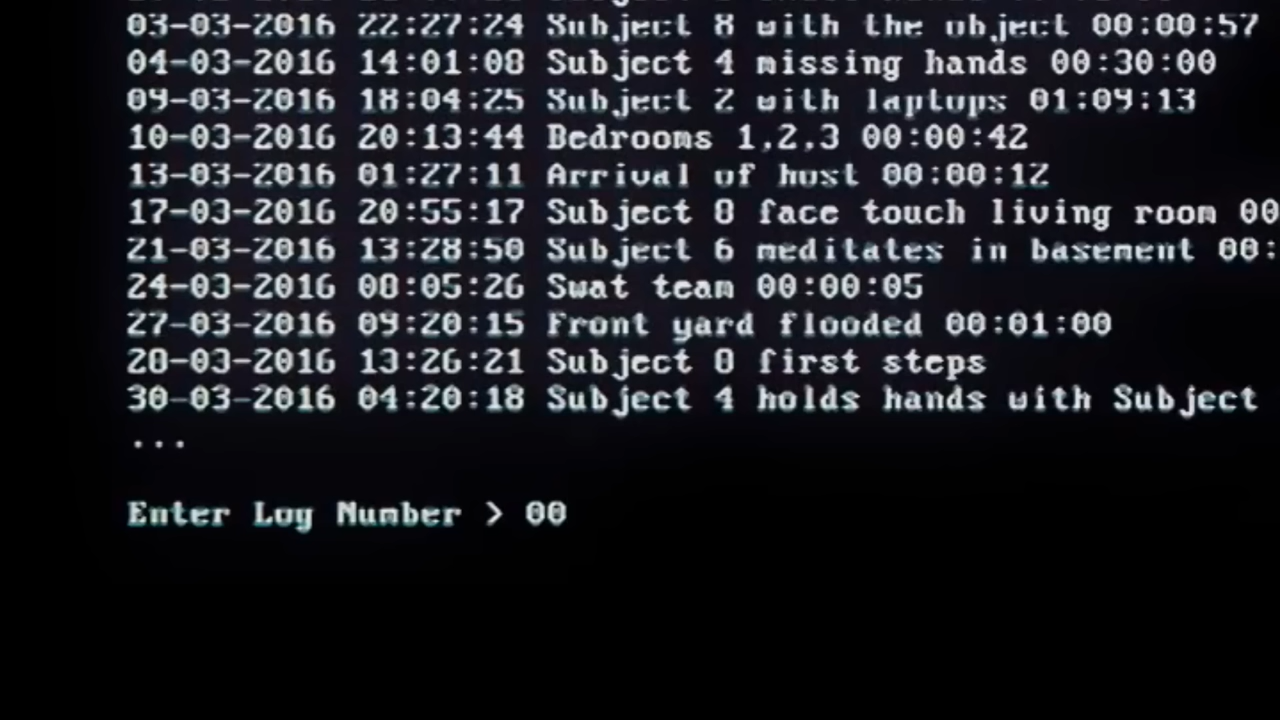 03-03-2016 22:27:24 Subject 8 with the object 00:00:57
04-03-2016 14:01:08 Subject 4 missing hands 00:30:00
09-03-2016 18:04:25 Subject 2 with laptops 01:09:13
10-03-2016 20:13:44 Bedrooms 1,2,3 00:00:42
13-03-2016 01:27:11 Arrival of host 00:00:12
17-03-2016 20:55:17 Subject 8 face touch living room 00
21-03-2016 13:28:50 Subject 6 meditates in basement 00:
24-03-2016 08:05:26 Swat team 00:00:05
27-03-2016 09:20:15 Front yard flooded 00:01:00
28-03-2016 13:26:21 Subject 8 first steps
30-03-2016 04:20:18 Subject 4 holds hands with Subject
...
Enter Log Number > 00